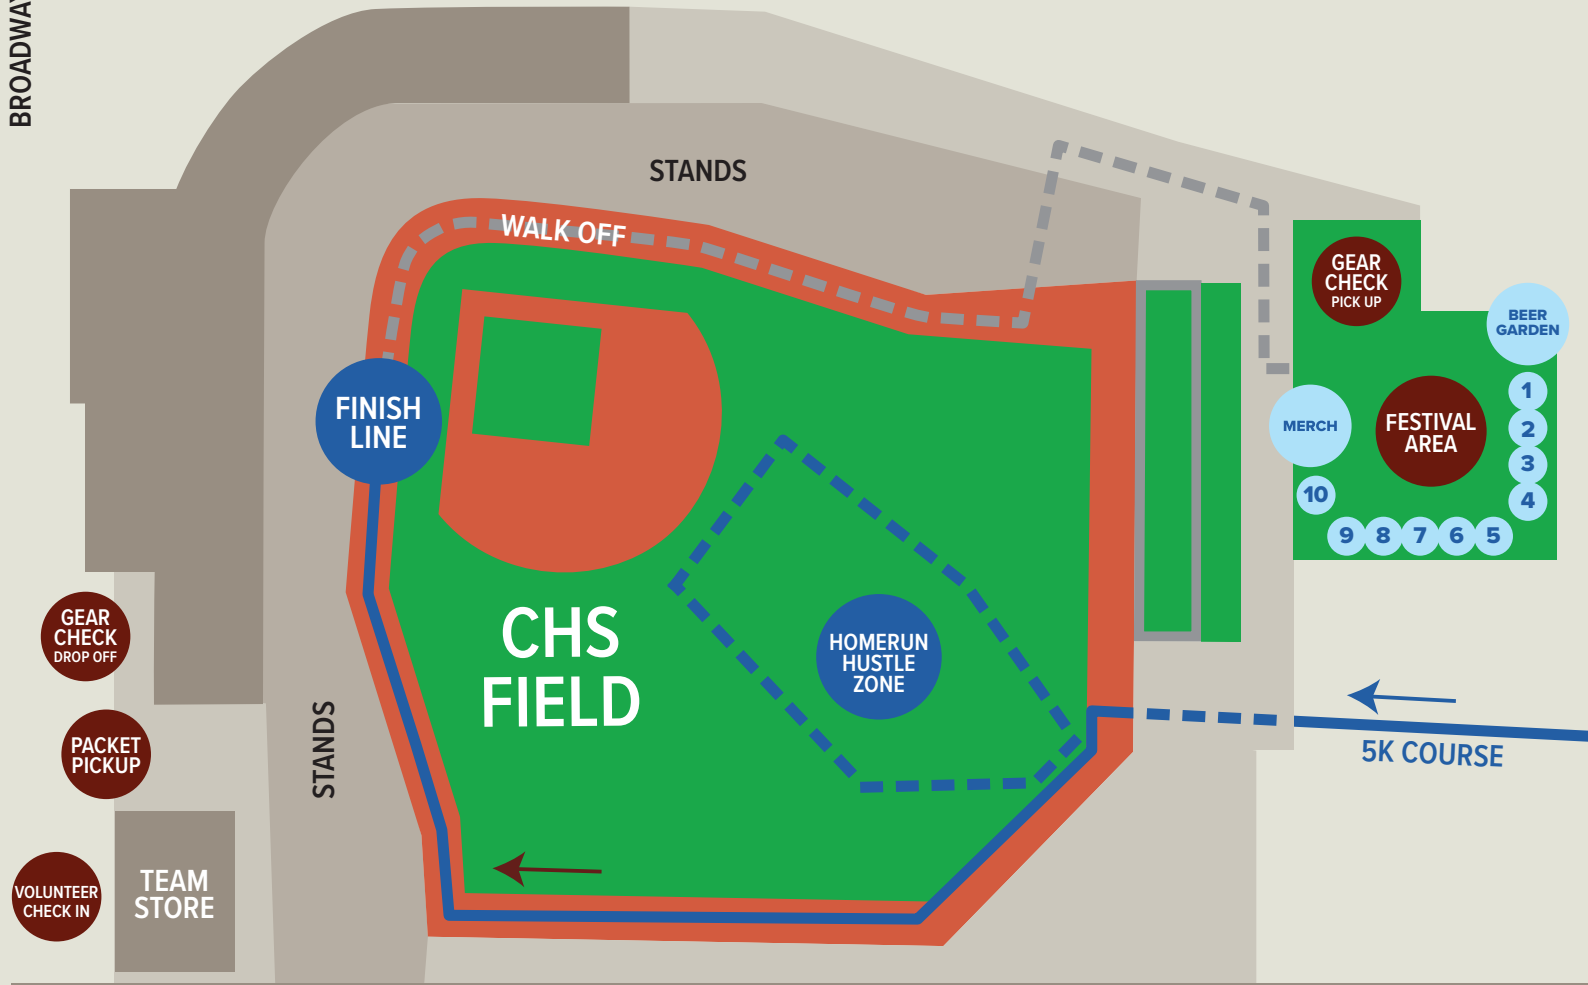 BROADWAY
STANDS
WALK OFF
GEAR
CHECK
PICK UP
BEER
GARDEN
FINISH
LINE
MERCH
FESTIVAL
AREA
1
2
3
4
10
9
8
7
6
5
GEAR
CHECK
DROP OFF
CHS
FIELD
HOMERUN
HUSTLE
ZONE
PACKET
PICKUP
STANDS
5K COURSE
VOLUNTEER
CHECK IN
TEAM
STORE